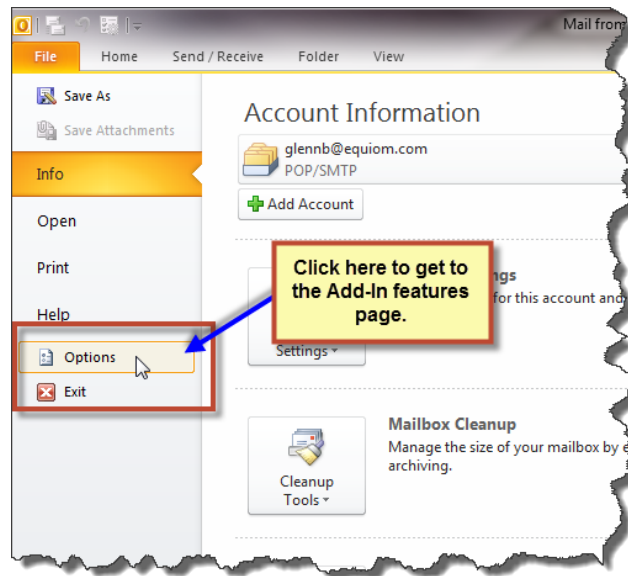 Mail from
File Home Send / Receive Folder View
Save As
Save Attachments
Info
Open
Print
Help
Options
Exit
Account Information
glennb@equiom.com
POP/SMTP
Add Account
Click here to get to
the Add-In features
page.
ngs
for this account and
Settings
Mailbox Cleanup
Manage the size of your mailbox by e
archiving.
Cleanup
Tools